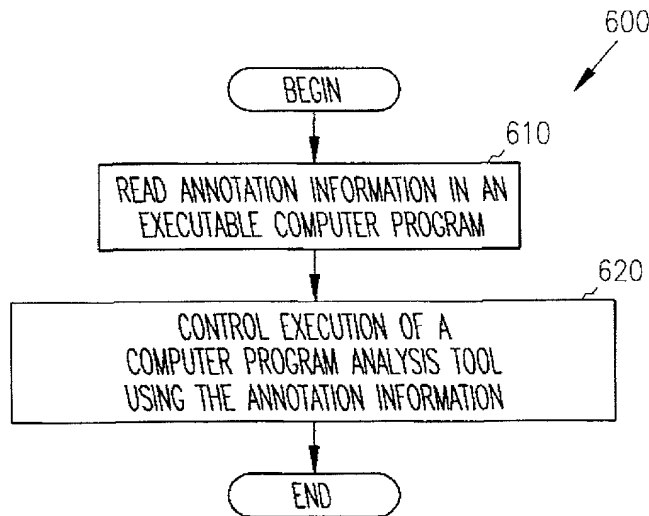 600
BEGIN
610
READ ANNOTATION INFORMATION IN AN
EXECUTABLE COMPUTER PROGRAM
620
CONTROL EXECUTION OF A
COMPUTER PROGRAM ANALYSIS TOOL
USING THE ANNOTATION INFORMATION
END